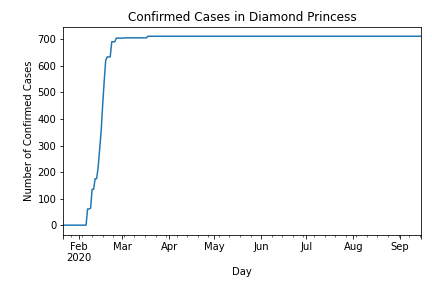 Confirmed Cases in Diamond Princess
Number of Confirmed Cases
700
600
500
400
300
200
100
0
Feb Mar Apr May Jun Jul Aug Sep
2020
Day